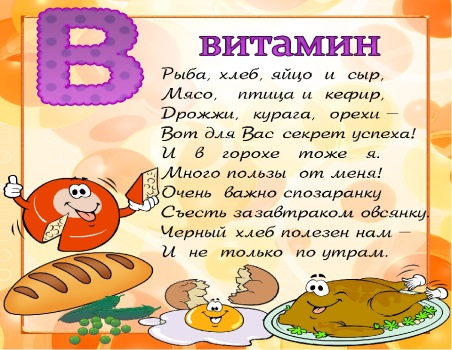 В
ВИТАМИН
Рыба, хлеб, яйцо и сыр,
Мясо, птица и кефир,
Дрожжи, курага, орехи –
Вот для Вас секрет успеха!
И в горохе тоже я.
Много пользы от меня!
Очень важно спозаранку
Съесть зазавтраком овсянку.
Черный хлеб полезен нам –
И не только по утрам.